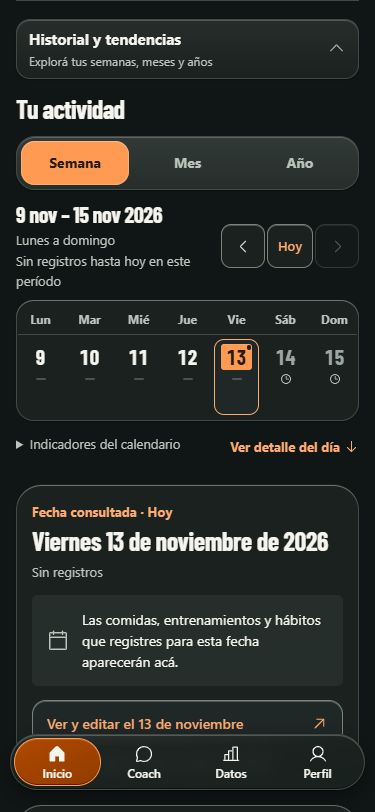 Historial y tendencias
Explorá tus semanas, meses y años
Tu actividad
Semana Mes Año
9 nov – 15 nov 2026
Lunes a domingo
Sin registros hasta hoy en este
período
Hoy
Lun Mar Mié Jue Vie Sáb Dom
9 10 11 12 13 14 15
Indicadores del calendario
Ver detalle del día ↓
Fecha consultada · Hoy
Viernes 13 de noviembre de 2026
Sin registros
Las comidas, entrenamientos y hábitos
que registres para esta fecha
aparecerán acá.
Ver y editar el 13 de noviembre
Inicio Coach Datos Perfil